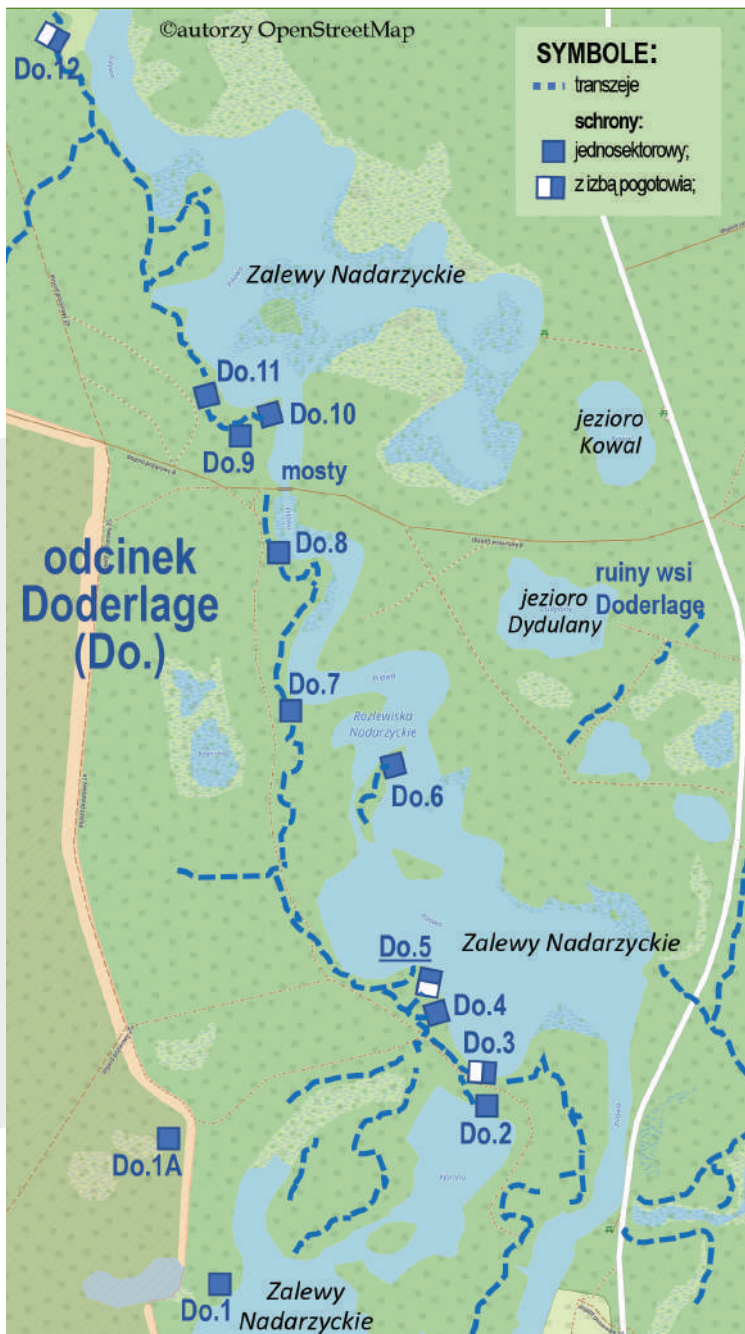 ©autorzy OpenStreetMap
SYMBOLE:
transzeje
schrony:
jednosektorowy;
z izbą pogotowia;
Do.12
Zalewy Nadarzyckie
Do.11
Do.10
Do.9
jezioro
Kowal
mosty
odcinek
Doderlage
(Do.)
Do.8
ruiny wsi
Doderlage
jezioro
Dydulany
Do.7
Piława
Rozlewiska
Nadarzyckie
Do.6
Do.5
Zalewy Nadarzyckie
Do.4
Do.3
Do.2
Do.1A
Do.1
Zalewy
Nadarzyckie